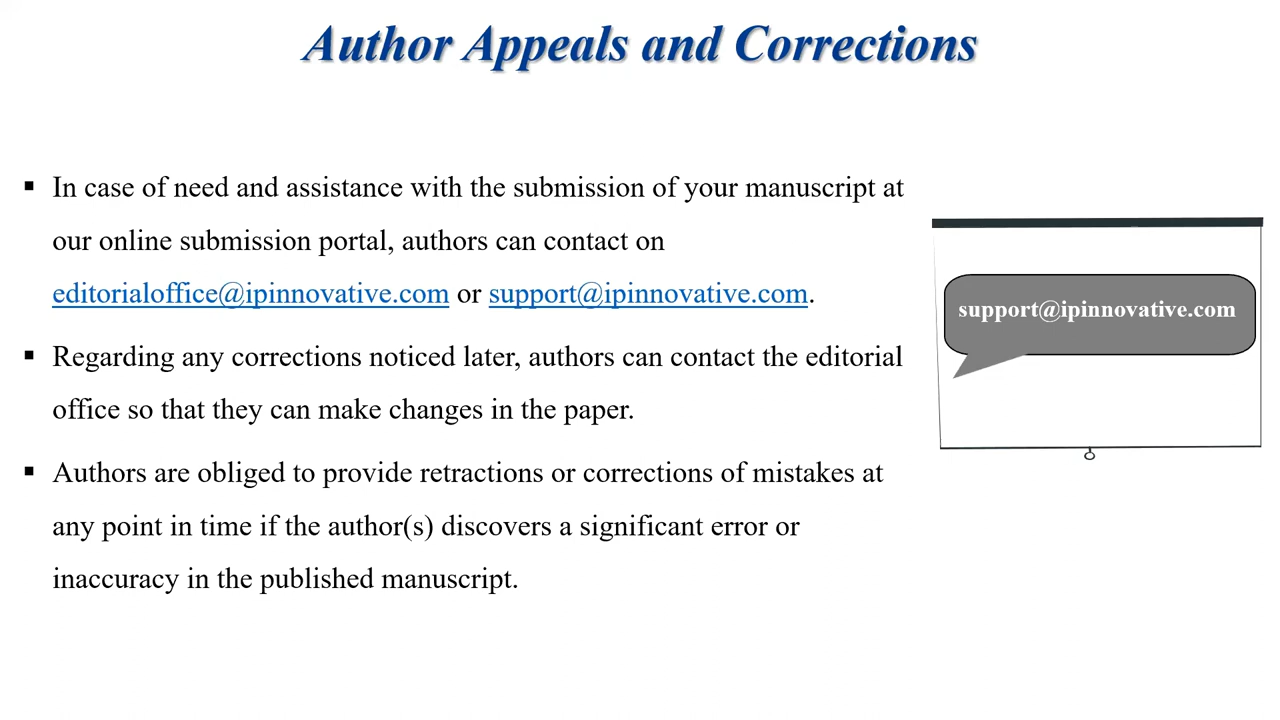 Author Appeals and Corrections
▪ In case of need and assistance with the submission of your manuscript at
our online submission portal, authors can contact on
editorialoffice@ipinnovative.com or support@ipinnovative.com.
▪ Regarding any corrections noticed later, authors can contact the editorial
office so that they can make changes in the paper.
▪ Authors are obliged to provide retractions or corrections of mistakes at
any point in time if the author(s) discovers a significant error or
inaccuracy in the published manuscript.
support@ipinnovative.com